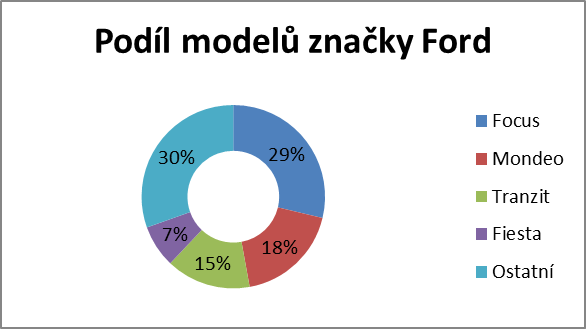 Podíl modelů značky Ford
29%
18%
15%
7%
30%
Focus
Mondeo
Tranzit
Fiesta
Ostatní